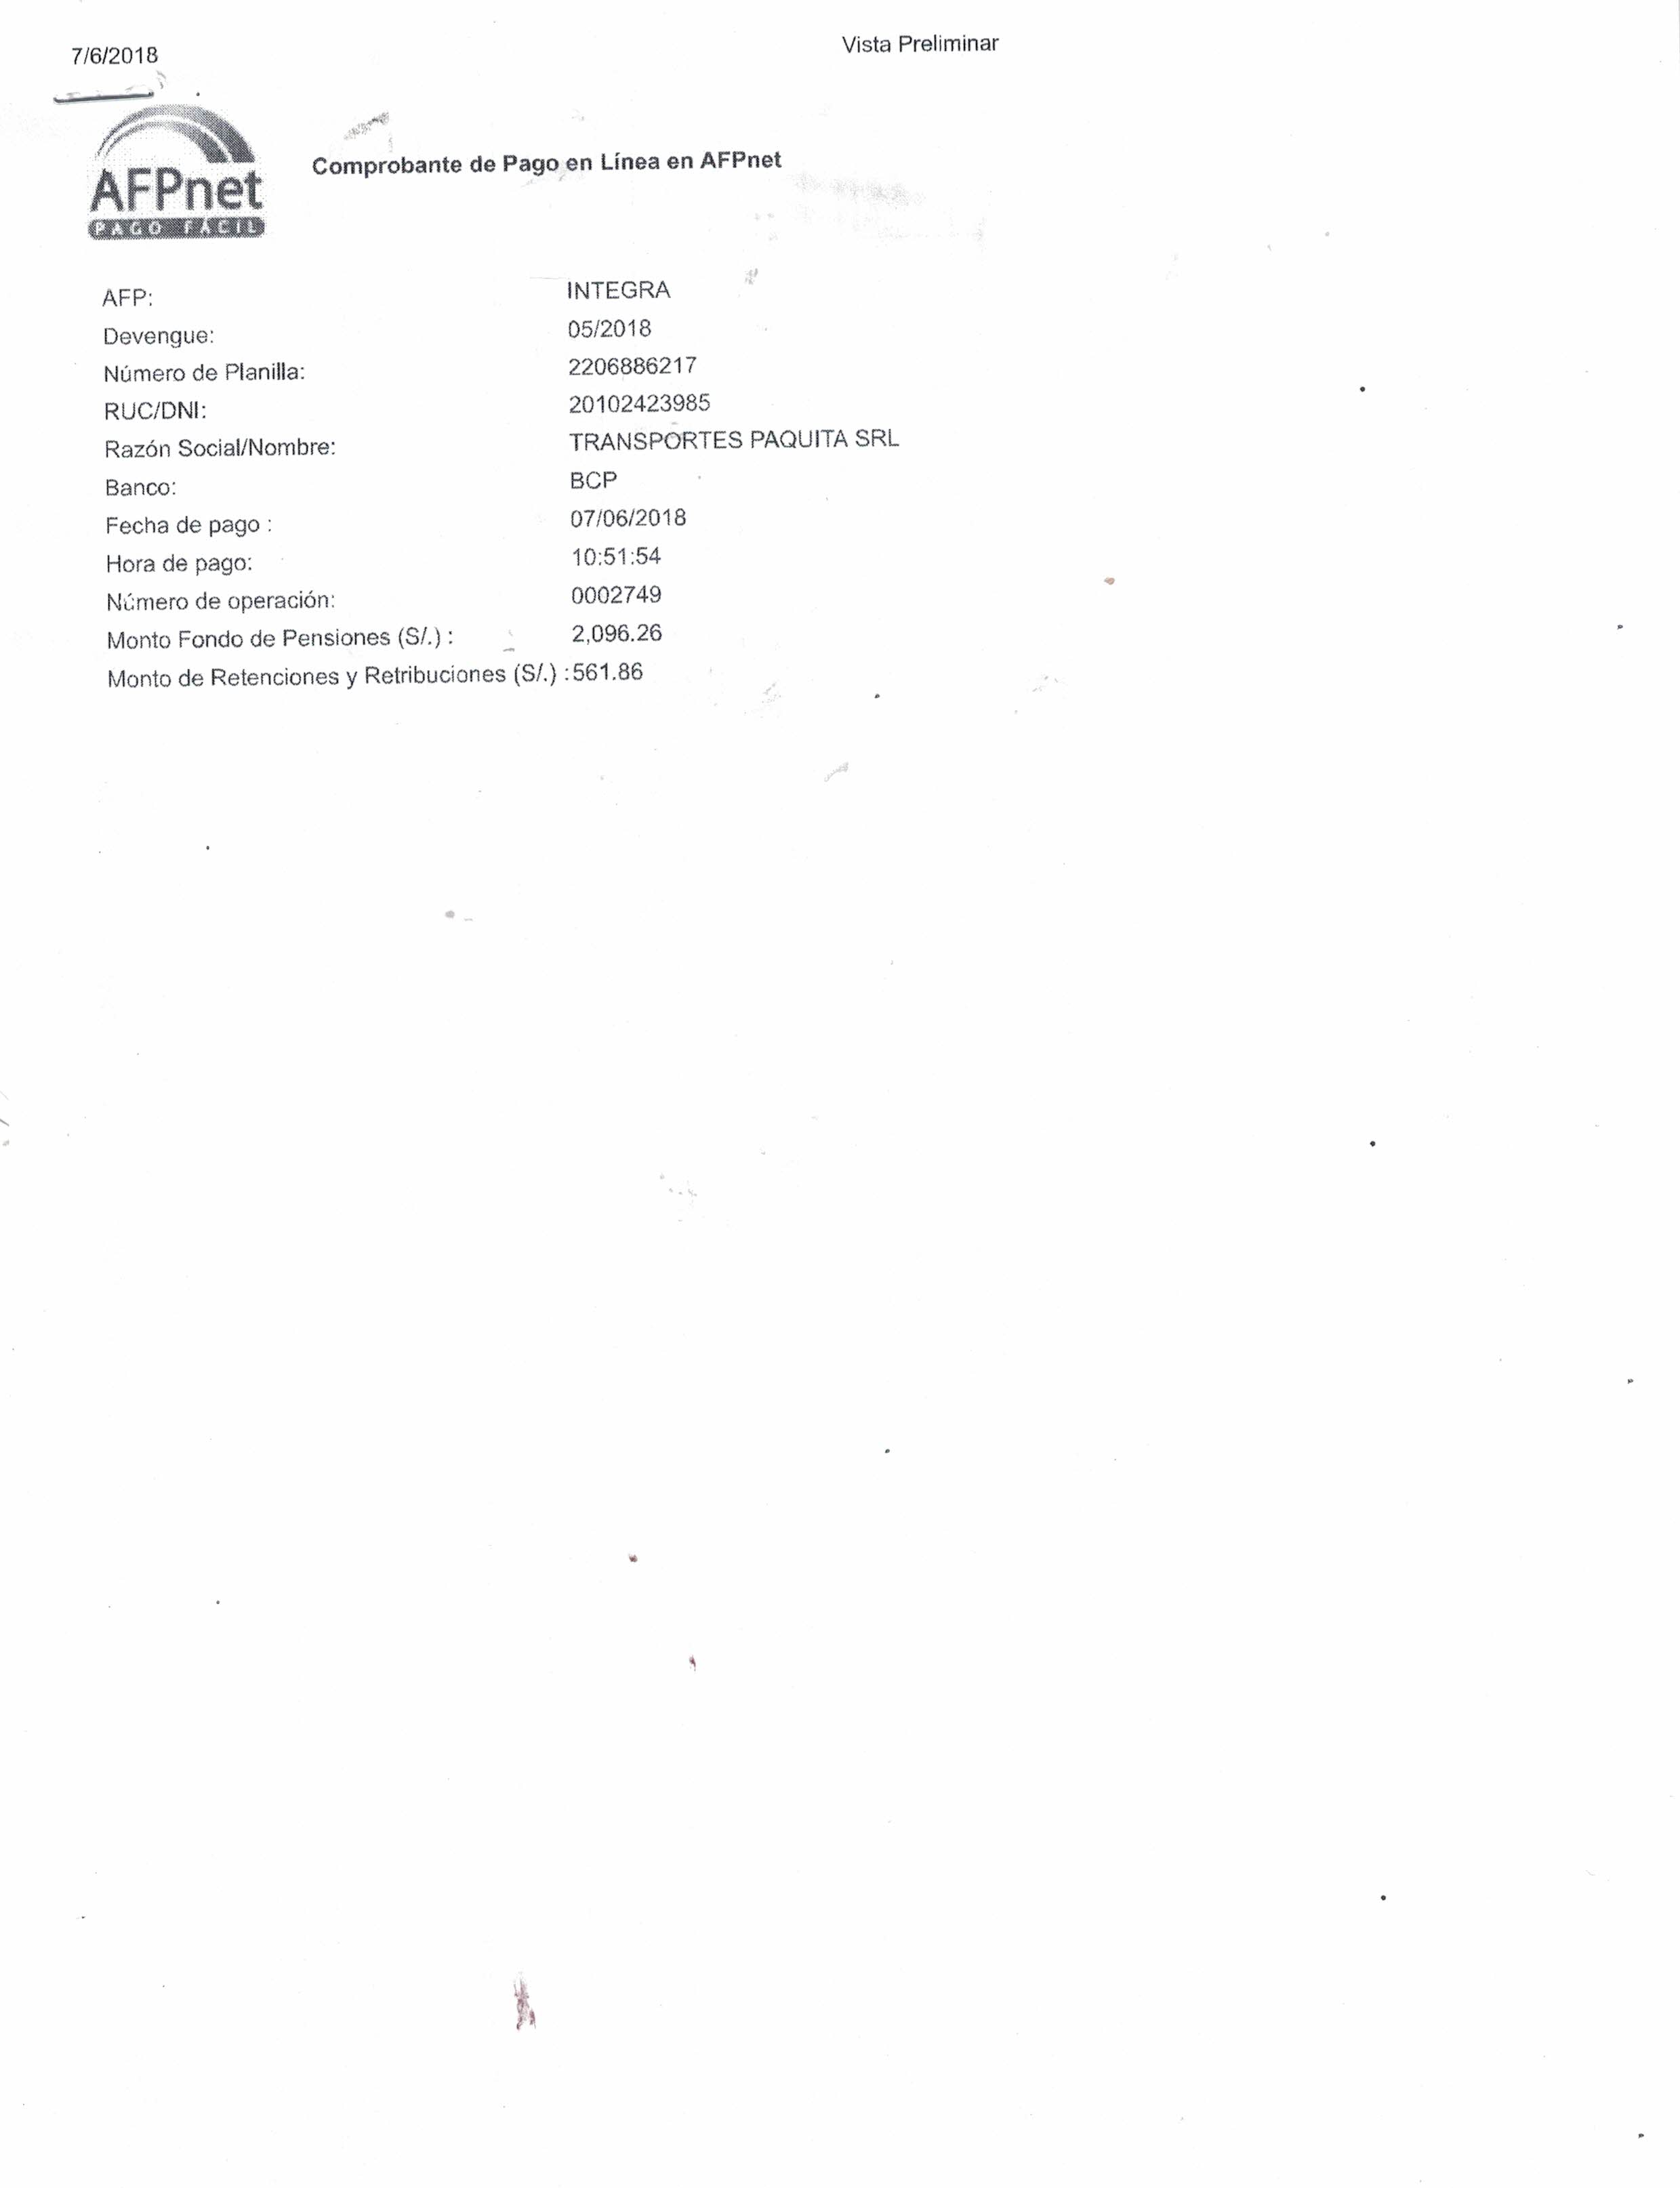 7/6/2018
Vista Preliminar
AFPnet
PAGO FACIL
Comprobante de Pago en Línea en AFPnet
AFP: INTEGRA
Devengue: 05/2018
Número de Planilla: 2206886217
RUC/DNI: 20102423985
Razón Social/Nombre: TRANSPORTES PAQUITA SRL
Banco: BCP
Fecha de pago : 07/06/2018
Hora de pago: 10:51:54
Número de operación: 0002749
Monto Fondo de Pensiones (S/.) : 2,096.26
Monto de Retenciones y Retribuciones (S/.) : 561.86